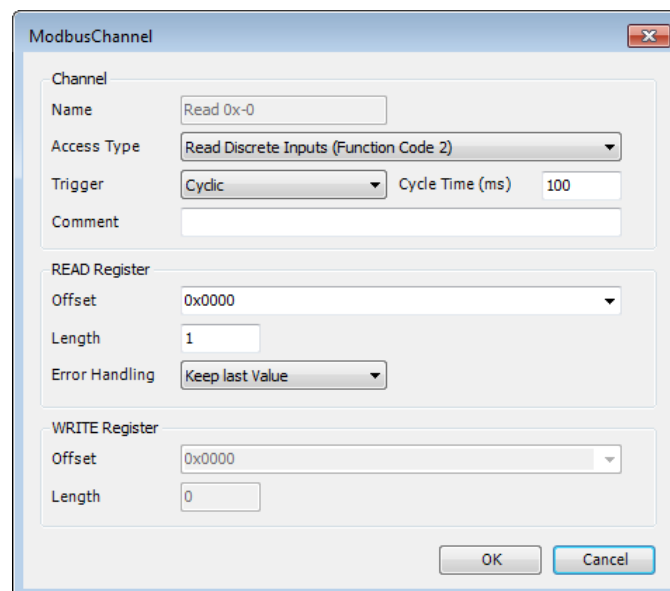 ModbusChannel
Channel
Name Read 0x-0
Access Type Read Discrete Inputs (Function Code 2)
Trigger Cyclic Cycle Time (ms) 100
Comment
READ Register
Offset 0x0000
Length 1
Error Handling Keep last Value
WRITE Register
Offset 0x0000
Length 0
OK Cancel